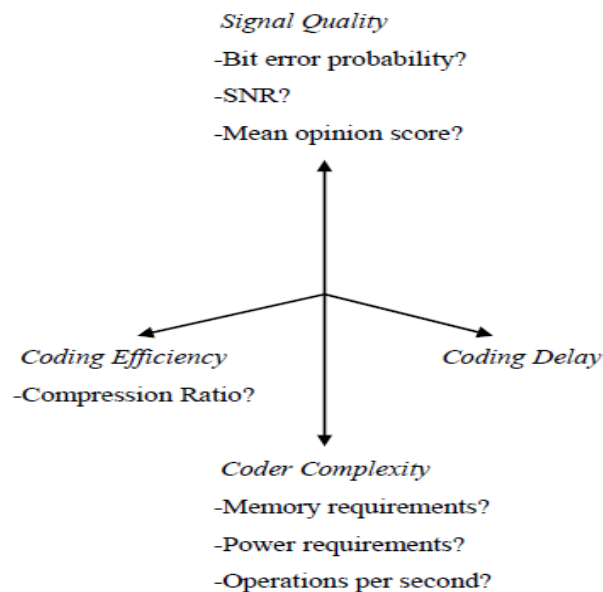 Signal Quality
-Bit error probability?
-SNR?
-Mean opinion score?
Coding Efficiency
-Compression Ratio?
Coding Delay
Coder Complexity
-Memory requirements?
-Power requirements?
-Operations per second?